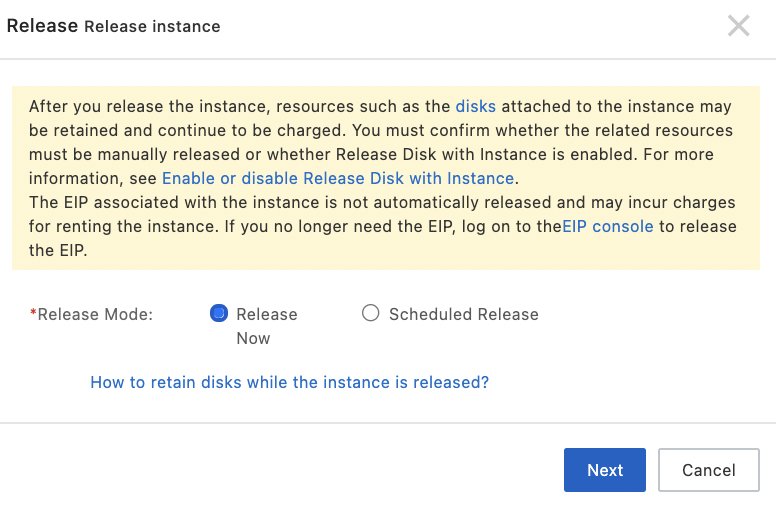 Release Release instance
After you release the instance, resources such as the disks attached to the instance may
be retained and continue to be charged. You must confirm whether the related resources
must be manually released or whether Release Disk with Instance is enabled. For more
information, see Enable or disable Release Disk with Instance.
The EIP associated with the instance is not automatically released and may incur charges
for renting the instance. If you no longer need the EIP, log on to theEIP console to release
the EIP.
*Release Mode:
Release
Now
Scheduled Release
How to retain disks while the instance is released?
Next
Cancel